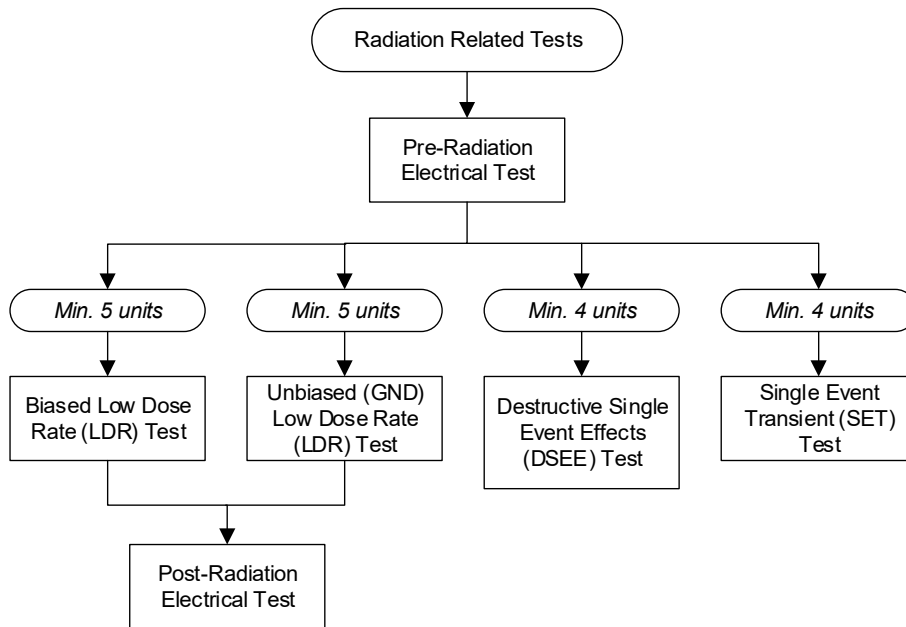 Radiation Related Tests
Pre-Radiation
Electrical Test
Min. 5 units
Min. 5 units
Min. 4 units
Min. 4 units
Biased Low Dose
Rate (LDR) Test
Unbiased (GND)
Low Dose Rate
(LDR) Test
Destructive Single
Event Effects
(DSEE) Test
Single Event
Transient (SET)
Test
Post-Radiation
Electrical Test